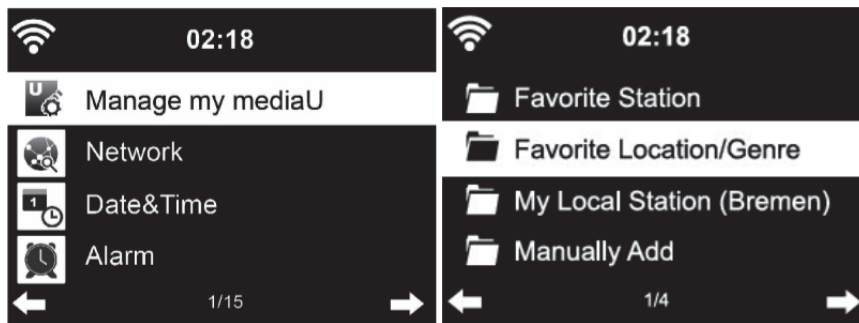 02:18
U
Manage my mediaU
Network
1
Date&Time
Alarm
1/15
02:18
Favorite Station
Favorite Location/Genre
My Local Station (Bremen)
Manually Add
1/4